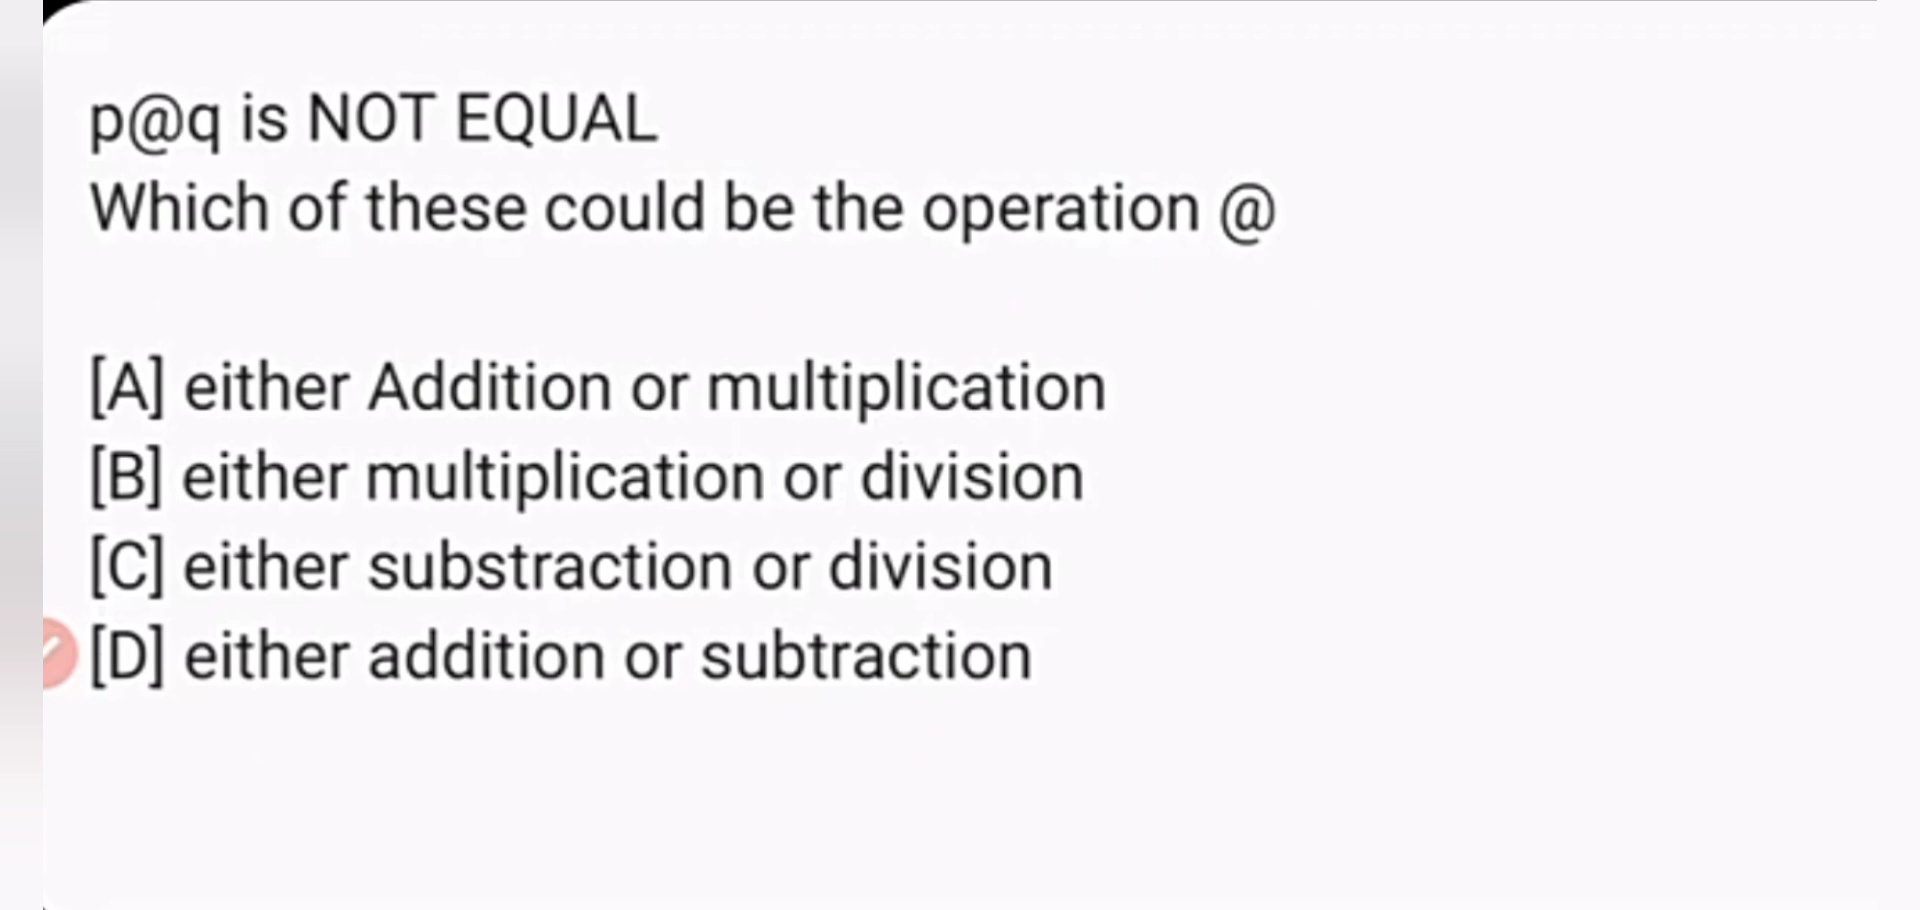 p@q is NOT EQUAL
Which of these could be the operation @
[A] either Addition or multiplication
[B] either multiplication or division
[C] either substraction or division
[D] either addition or subtraction